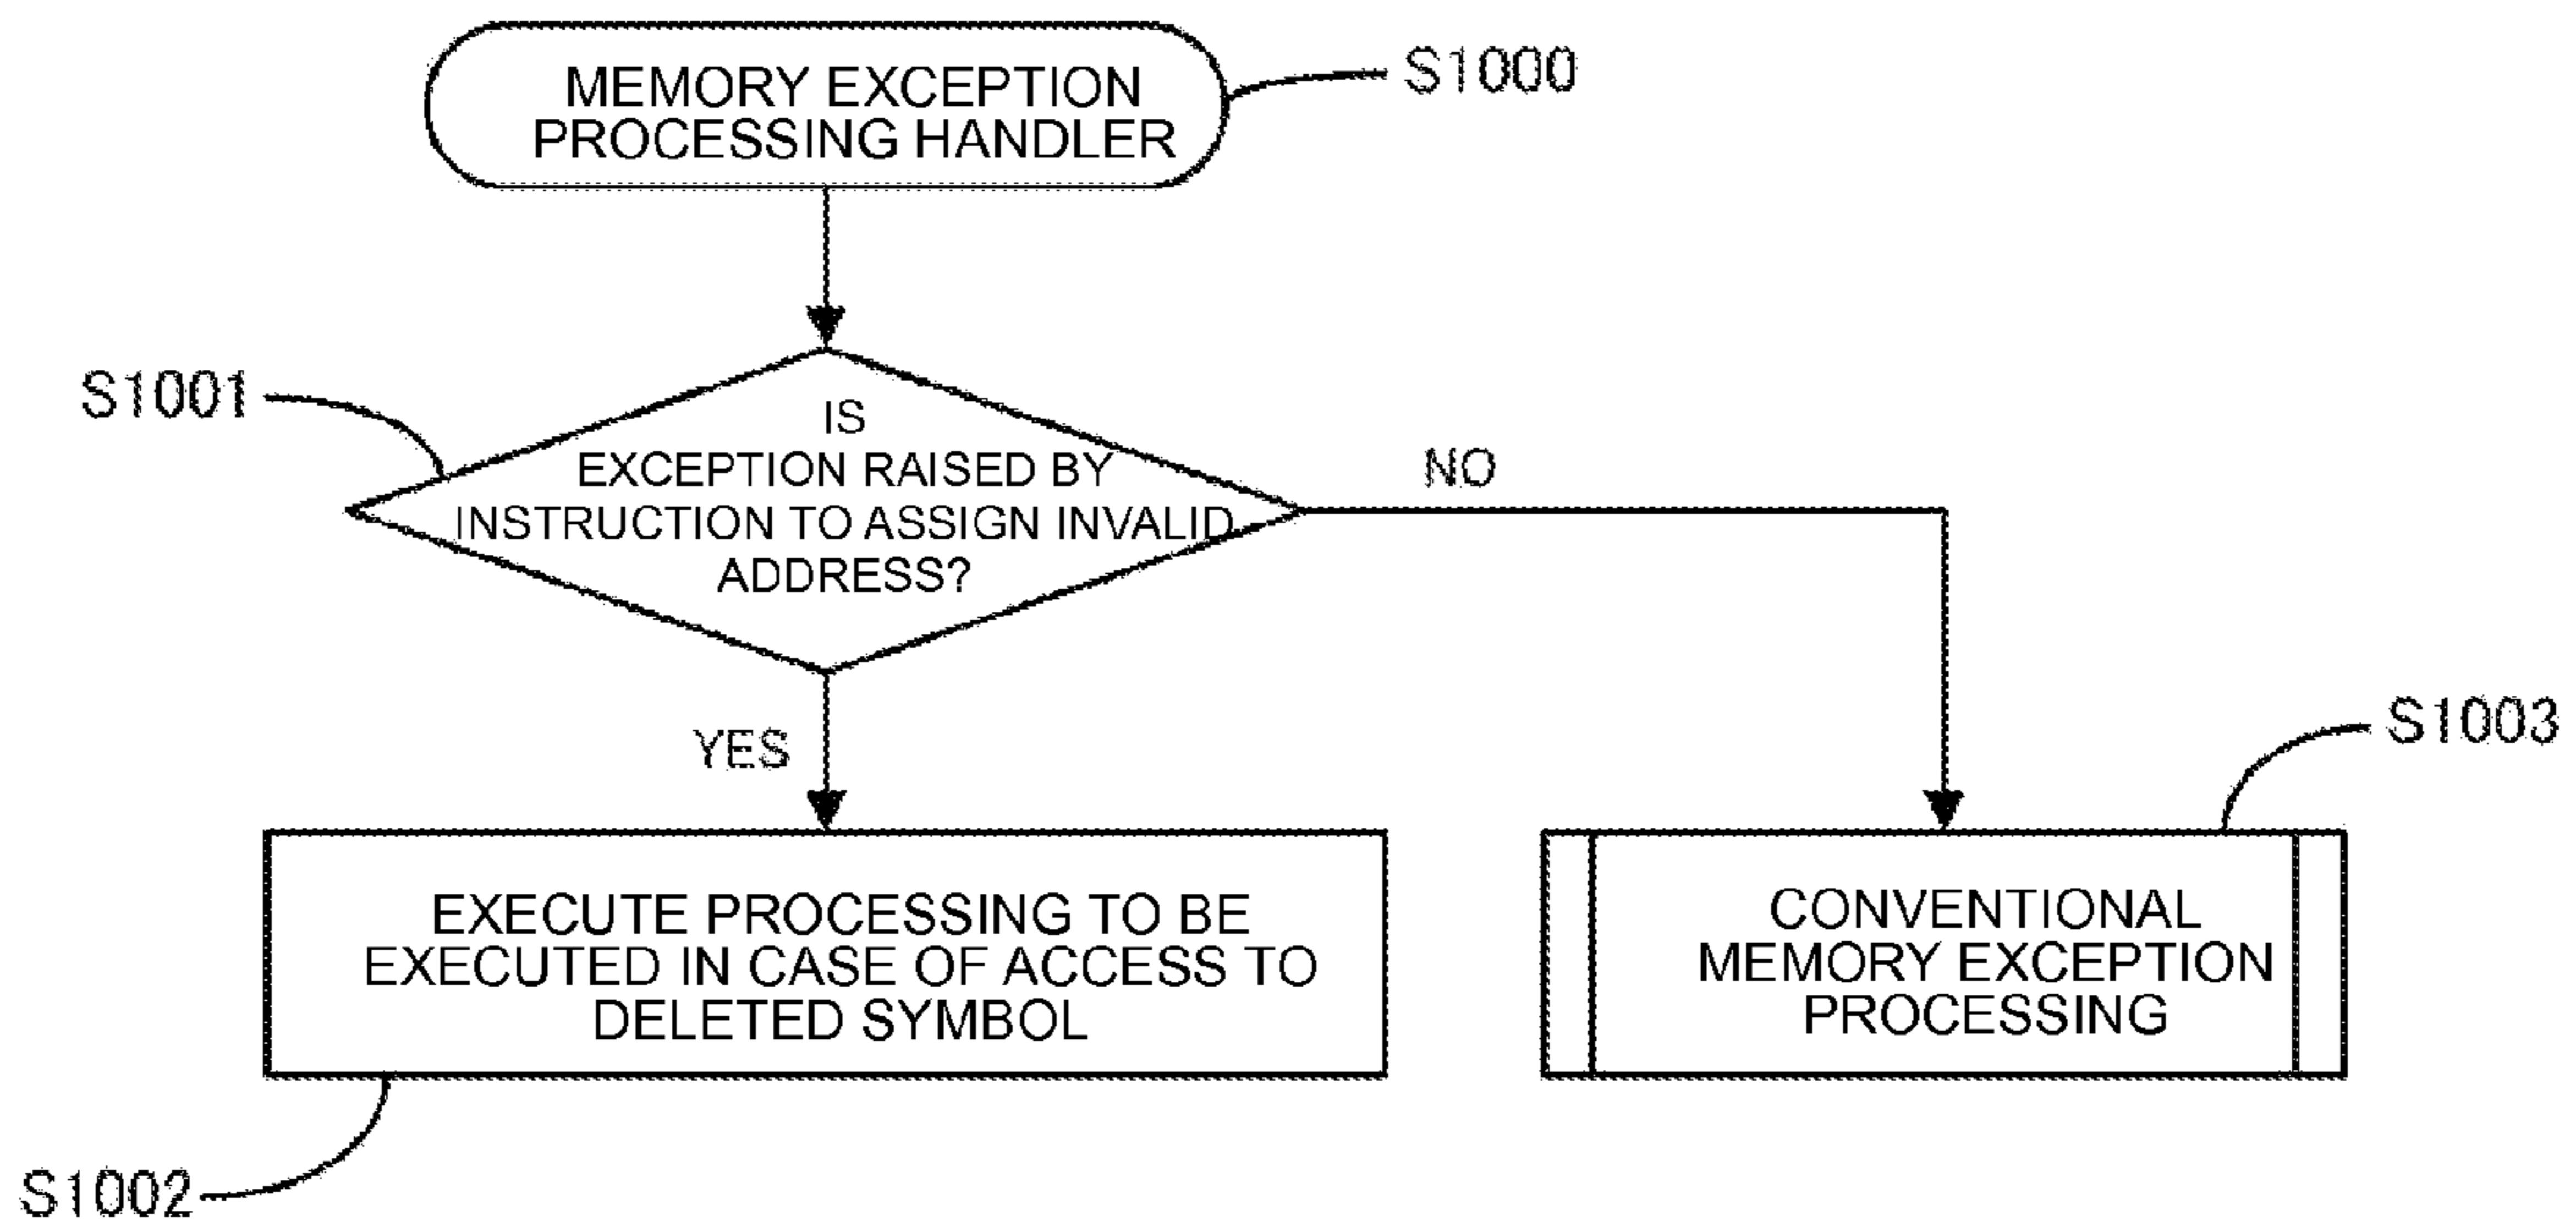 MEMORY EXCEPTION
PROCESSING HANDLER
S1000
S1001
IS
EXCEPTION RAISED BY
INSTRUCTION TO ASSIGN INVALID
ADDRESS?
NO
YES
S1003
EXECUTE PROCESSING TO BE
EXECUTED IN CASE OF ACCESS TO
DELETED SYMBOL
CONVENTIONAL
MEMORY EXCEPTION
PROCESSING
S1002